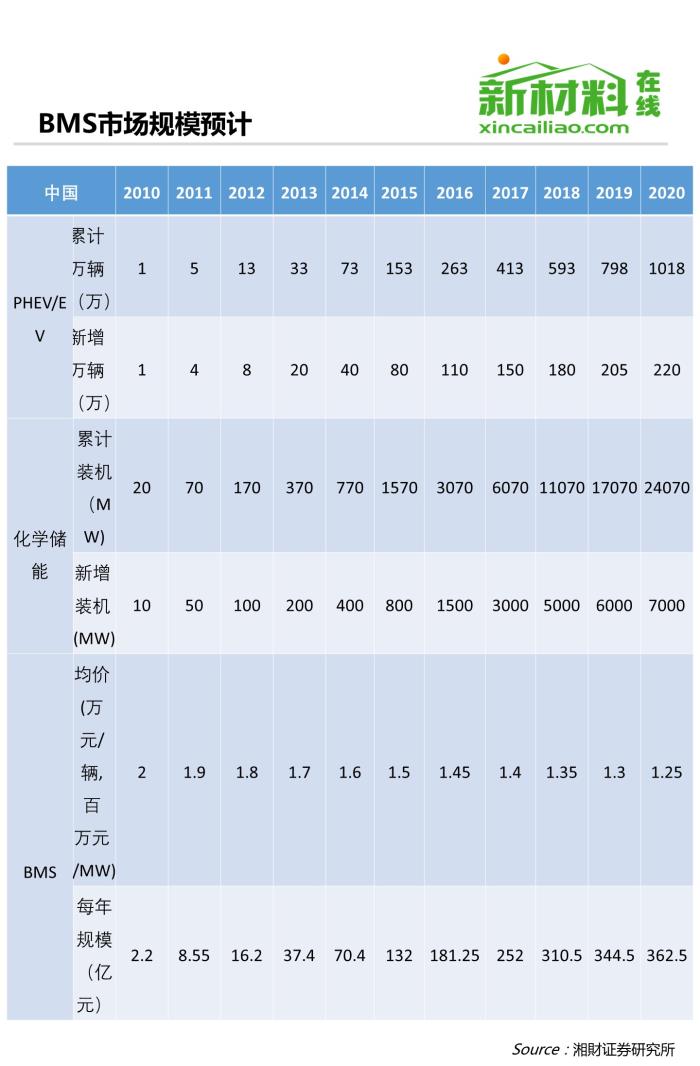 新材料在线
xincailiao.com
BMS市场规模预计
中国 2010 2011 2012 2013 2014 2015 2016 2017 2018 2019 2020
PHEV/EV 累计万辆（万） 1 5 13 33 73 153 263 413 593 798 1018
新增万辆（万） 1 4 8 20 40 80 110 150 180 205 220
化学储能 累计装机（MW) 20 70 170 370 770 1570 3070 6070 11070 17070 24070
新增装机(MW) 10 50 100 200 400 800 1500 3000 5000 6000 7000
BMS 均价(万元/辆,百万元/MW) 2 1.9 1.8 1.7 1.6 1.5 1.45 1.4 1.35 1.3 1.25
每年规模（亿元） 2.2 8.55 16.2 37.4 70.4 132 181.25 252 310.5 344.5 362.5
Source：湘财证券研究所